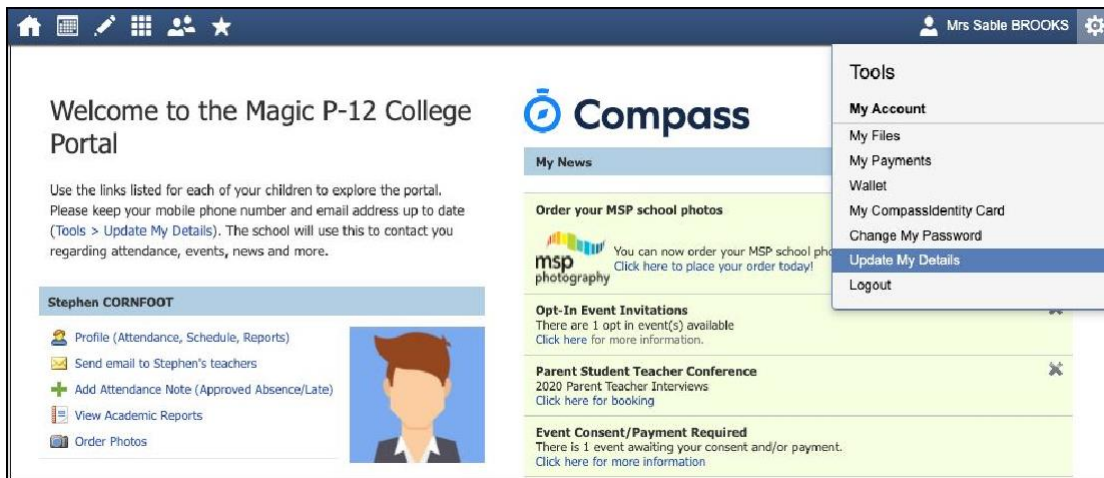 Mrs Sable BROOKS
Tools
My Account
My Files
My Payments
Wallet
My CompassIdentity Card
Change My Password
Update My Details
Logout
Welcome to the Magic P-12 College
Portal
Use the links listed for each of your children to explore the portal.
Please keep your mobile phone number and email address up to date
(Tools > Update My Details). The school will use this to contact you
regarding attendance, events, news and more.
Stephen CORNFOOT
Profile (Attendance, Schedule, Reports)
Send email to Stephen's teachers
Add Attendance Note (Approved Absence/Late)
View Academic Reports
Order Photos
Compass
My News
Order your MSP school photos
msp
photography
You can now order your MSP school
Click here to place your order today!
Opt-In Event Invitations
There are 1 opt in event(s) available
Click here for more information.
Parent Student Teacher Conference
2020 Parent Teacher Interviews
Click here for booking
Event Consent/Payment Required
There is 1 event awaiting your consent and/or payment.
Click here for more information